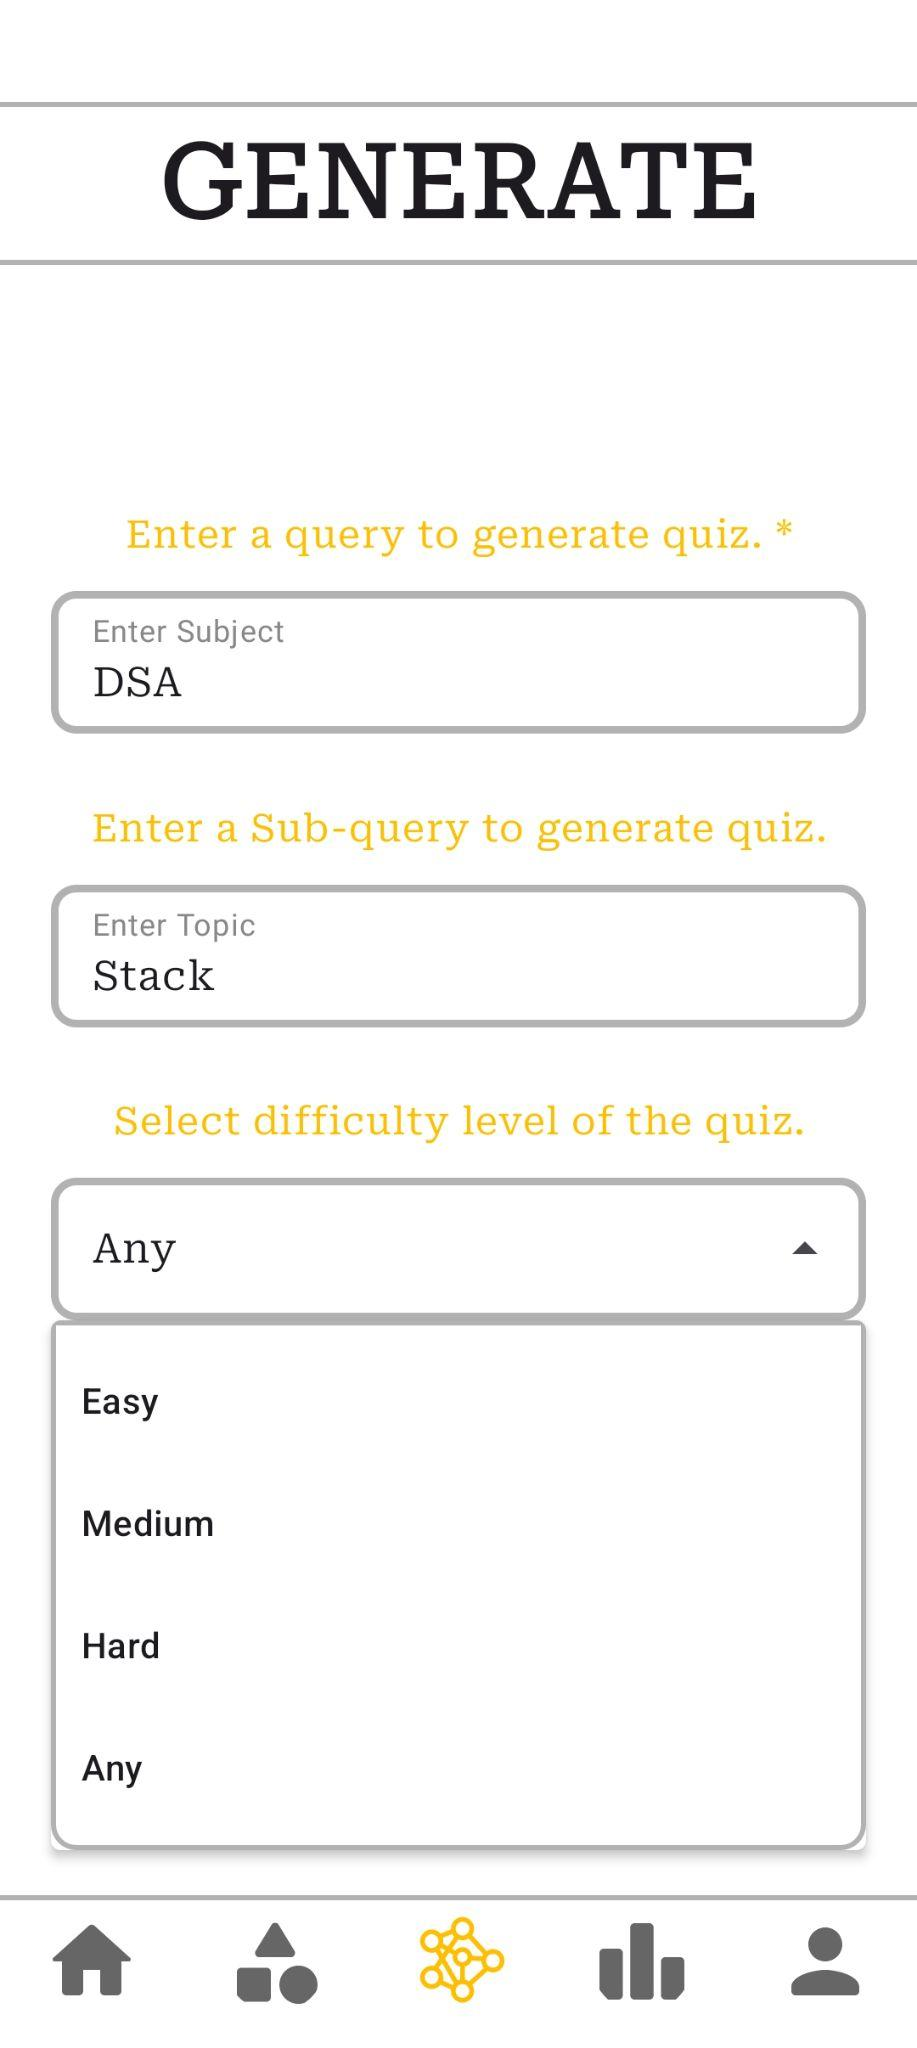 GENERATE
Enter a query to generate quiz. *
Enter Subject
DSA
Enter a Sub-query to generate quiz.
Enter Topic
Stack
Select difficulty level of the quiz.
Any
Easy
Medium
Hard
Any